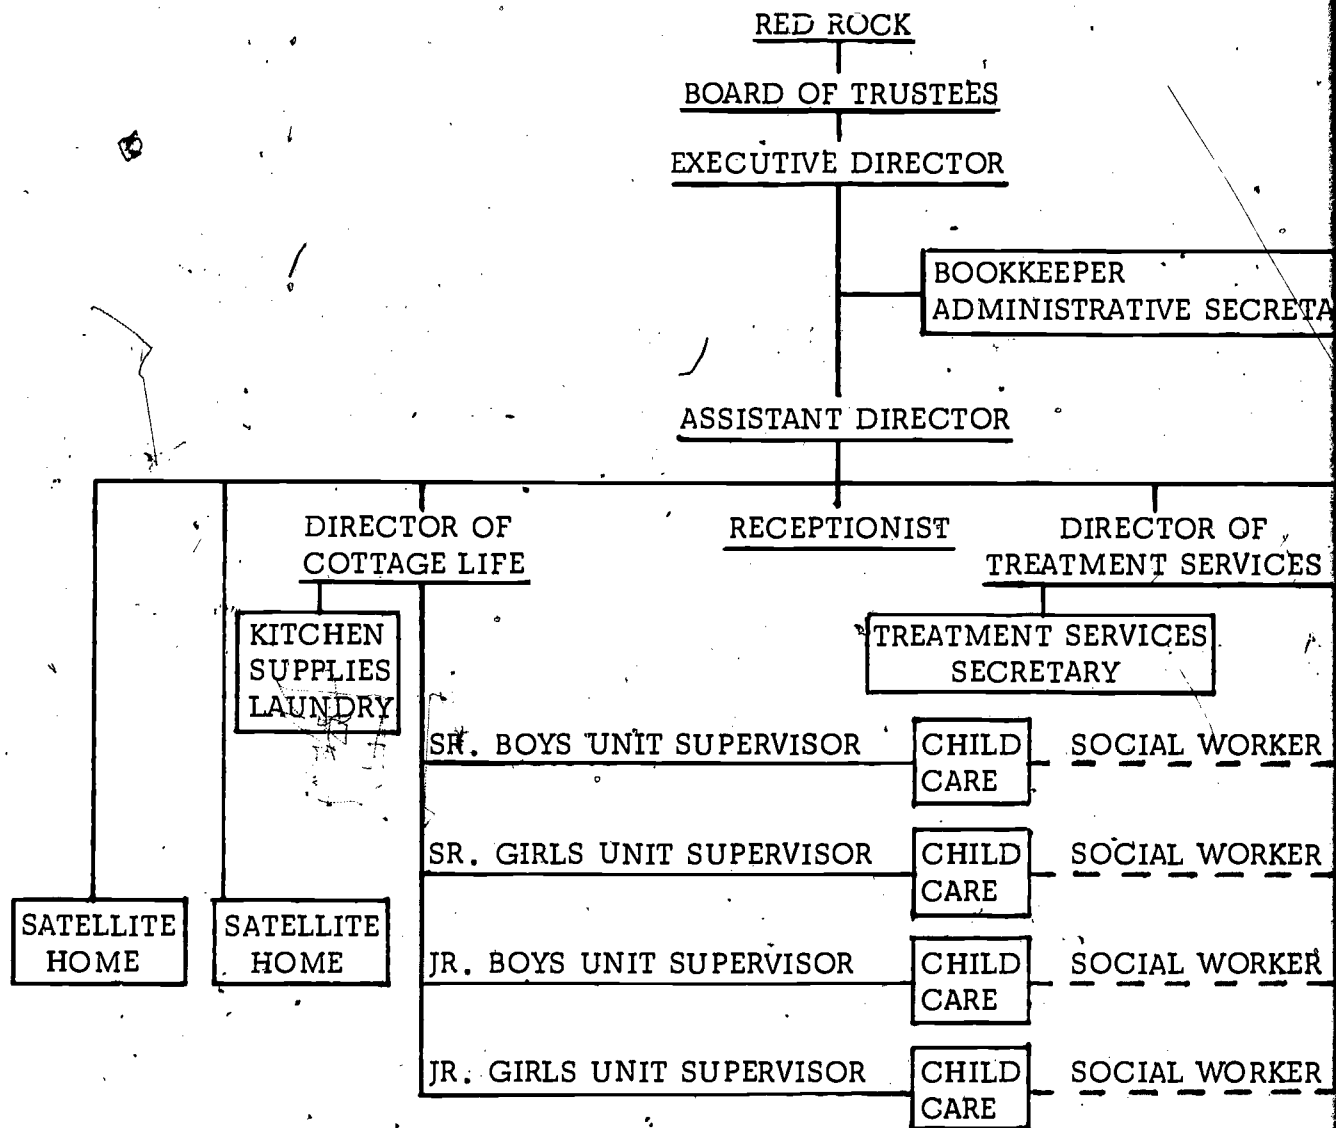 RED ROCK
BOARD OF TRUSTEES
EXECUTIVE DIRECTOR
BOOKKEEPER
ADMINISTRATIVE SECRETA
ASSISTANT DIRECTOR
DIRECTOR OF
COTTAGE LIFE
RECEPTIONIST
DIRECTOR OF
TREATMENT SERVICES
KITCHEN
SUPPLIES
LAUNDRY
TREATMENT SERVICES
SECRETARY
SR. BOYS UNIT SUPERVISOR
CHILD
CARE
SOCIAL WORKER
SR. GIRLS UNIT SUPERVISOR
CHILD
CARE
SOCIAL WORKER
SATELLITE
HOME
SATELLITE
HOME
JR. BOYS UNIT SUPERVISOR
CHILD
CARE
SOCIAL WORKER
JR. GIRLS UNIT SUPERVISOR
CHILD
CARE
SOCIAL WORKER